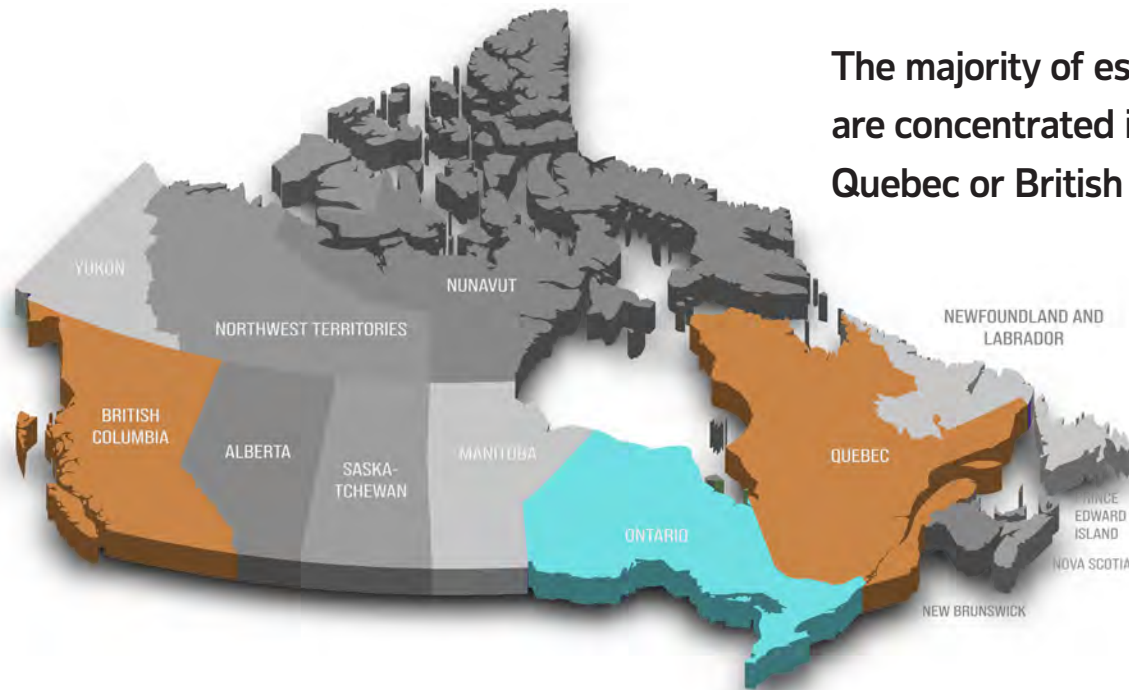 The majority of es
are concentrated i
Quebec or British
YUKON
NUNAVUT
NORTHWEST TERRITORIES
NEWFOUNDLAND AND
LABRADOR
BRITISH
COLUMBIA
ALBERTA
SASKA-
TCHEWAN
MANITOBA
QUEBEC
ONTARIO
RINCE
EDWARD
ISLAND
NOVA SCOTIA
NEW BRUNSWICK